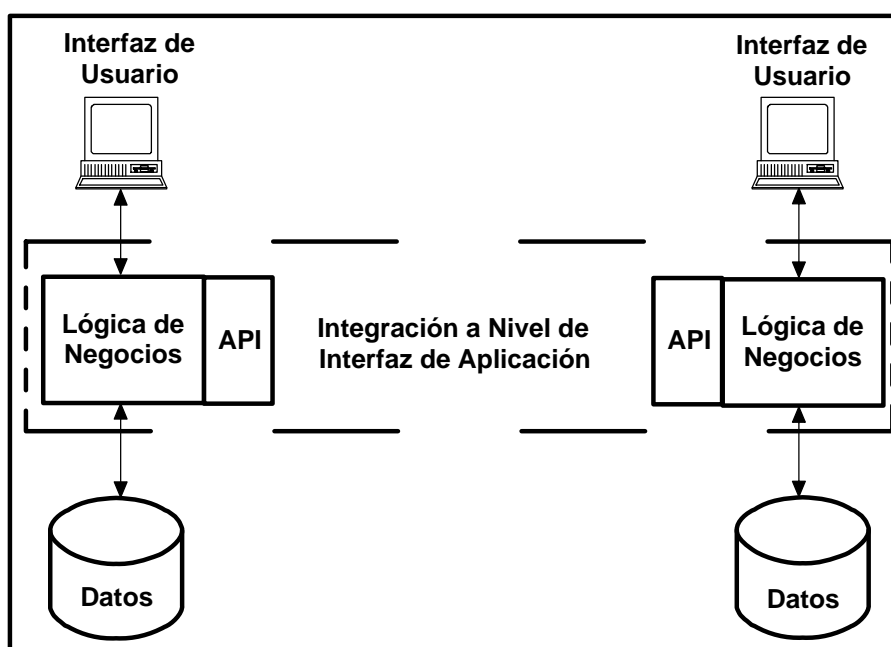 Interfaz de
Usuario
Interfaz de
Usuario
Lógica de
Negocios
API
Integración a Nivel de
Interfaz de Aplicación
API
Lógica de
Negocios
Datos
Datos